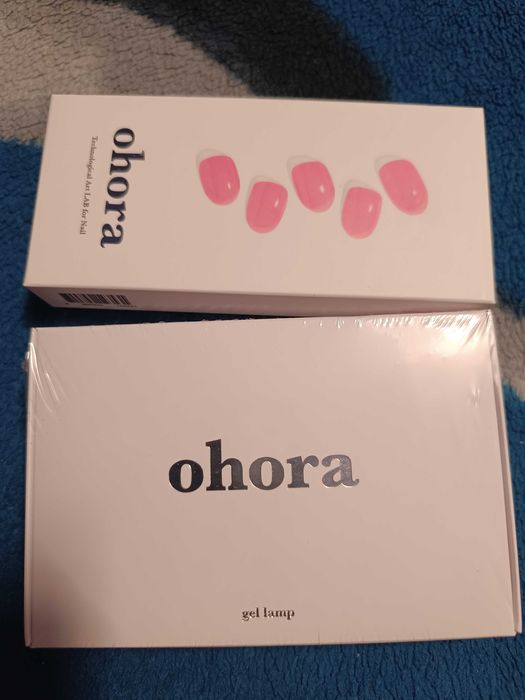 ohora
Technological Art LAB for Nail
ohora
gel lamp